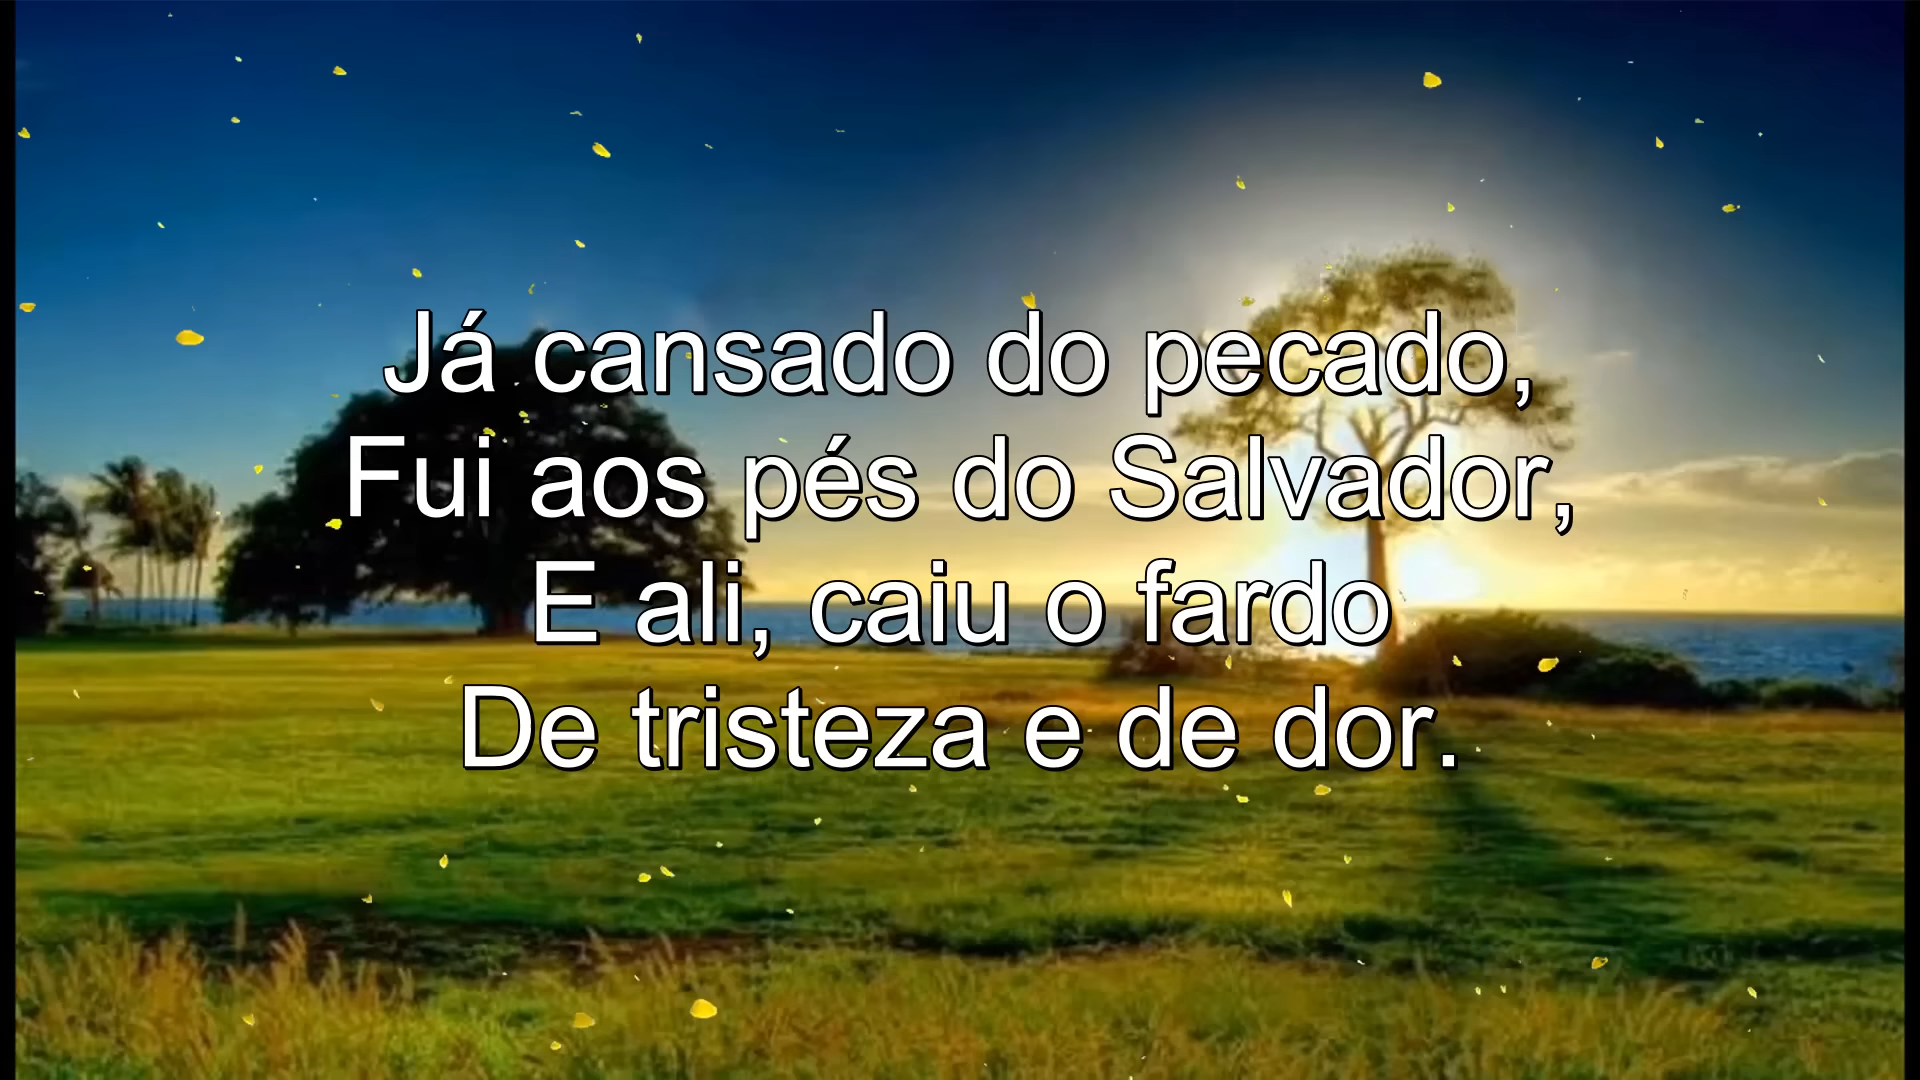 Já cansado do pecado,
Fui aos pés do Salvador,
E ali, caiu o fardo
De tristeza e de dor.